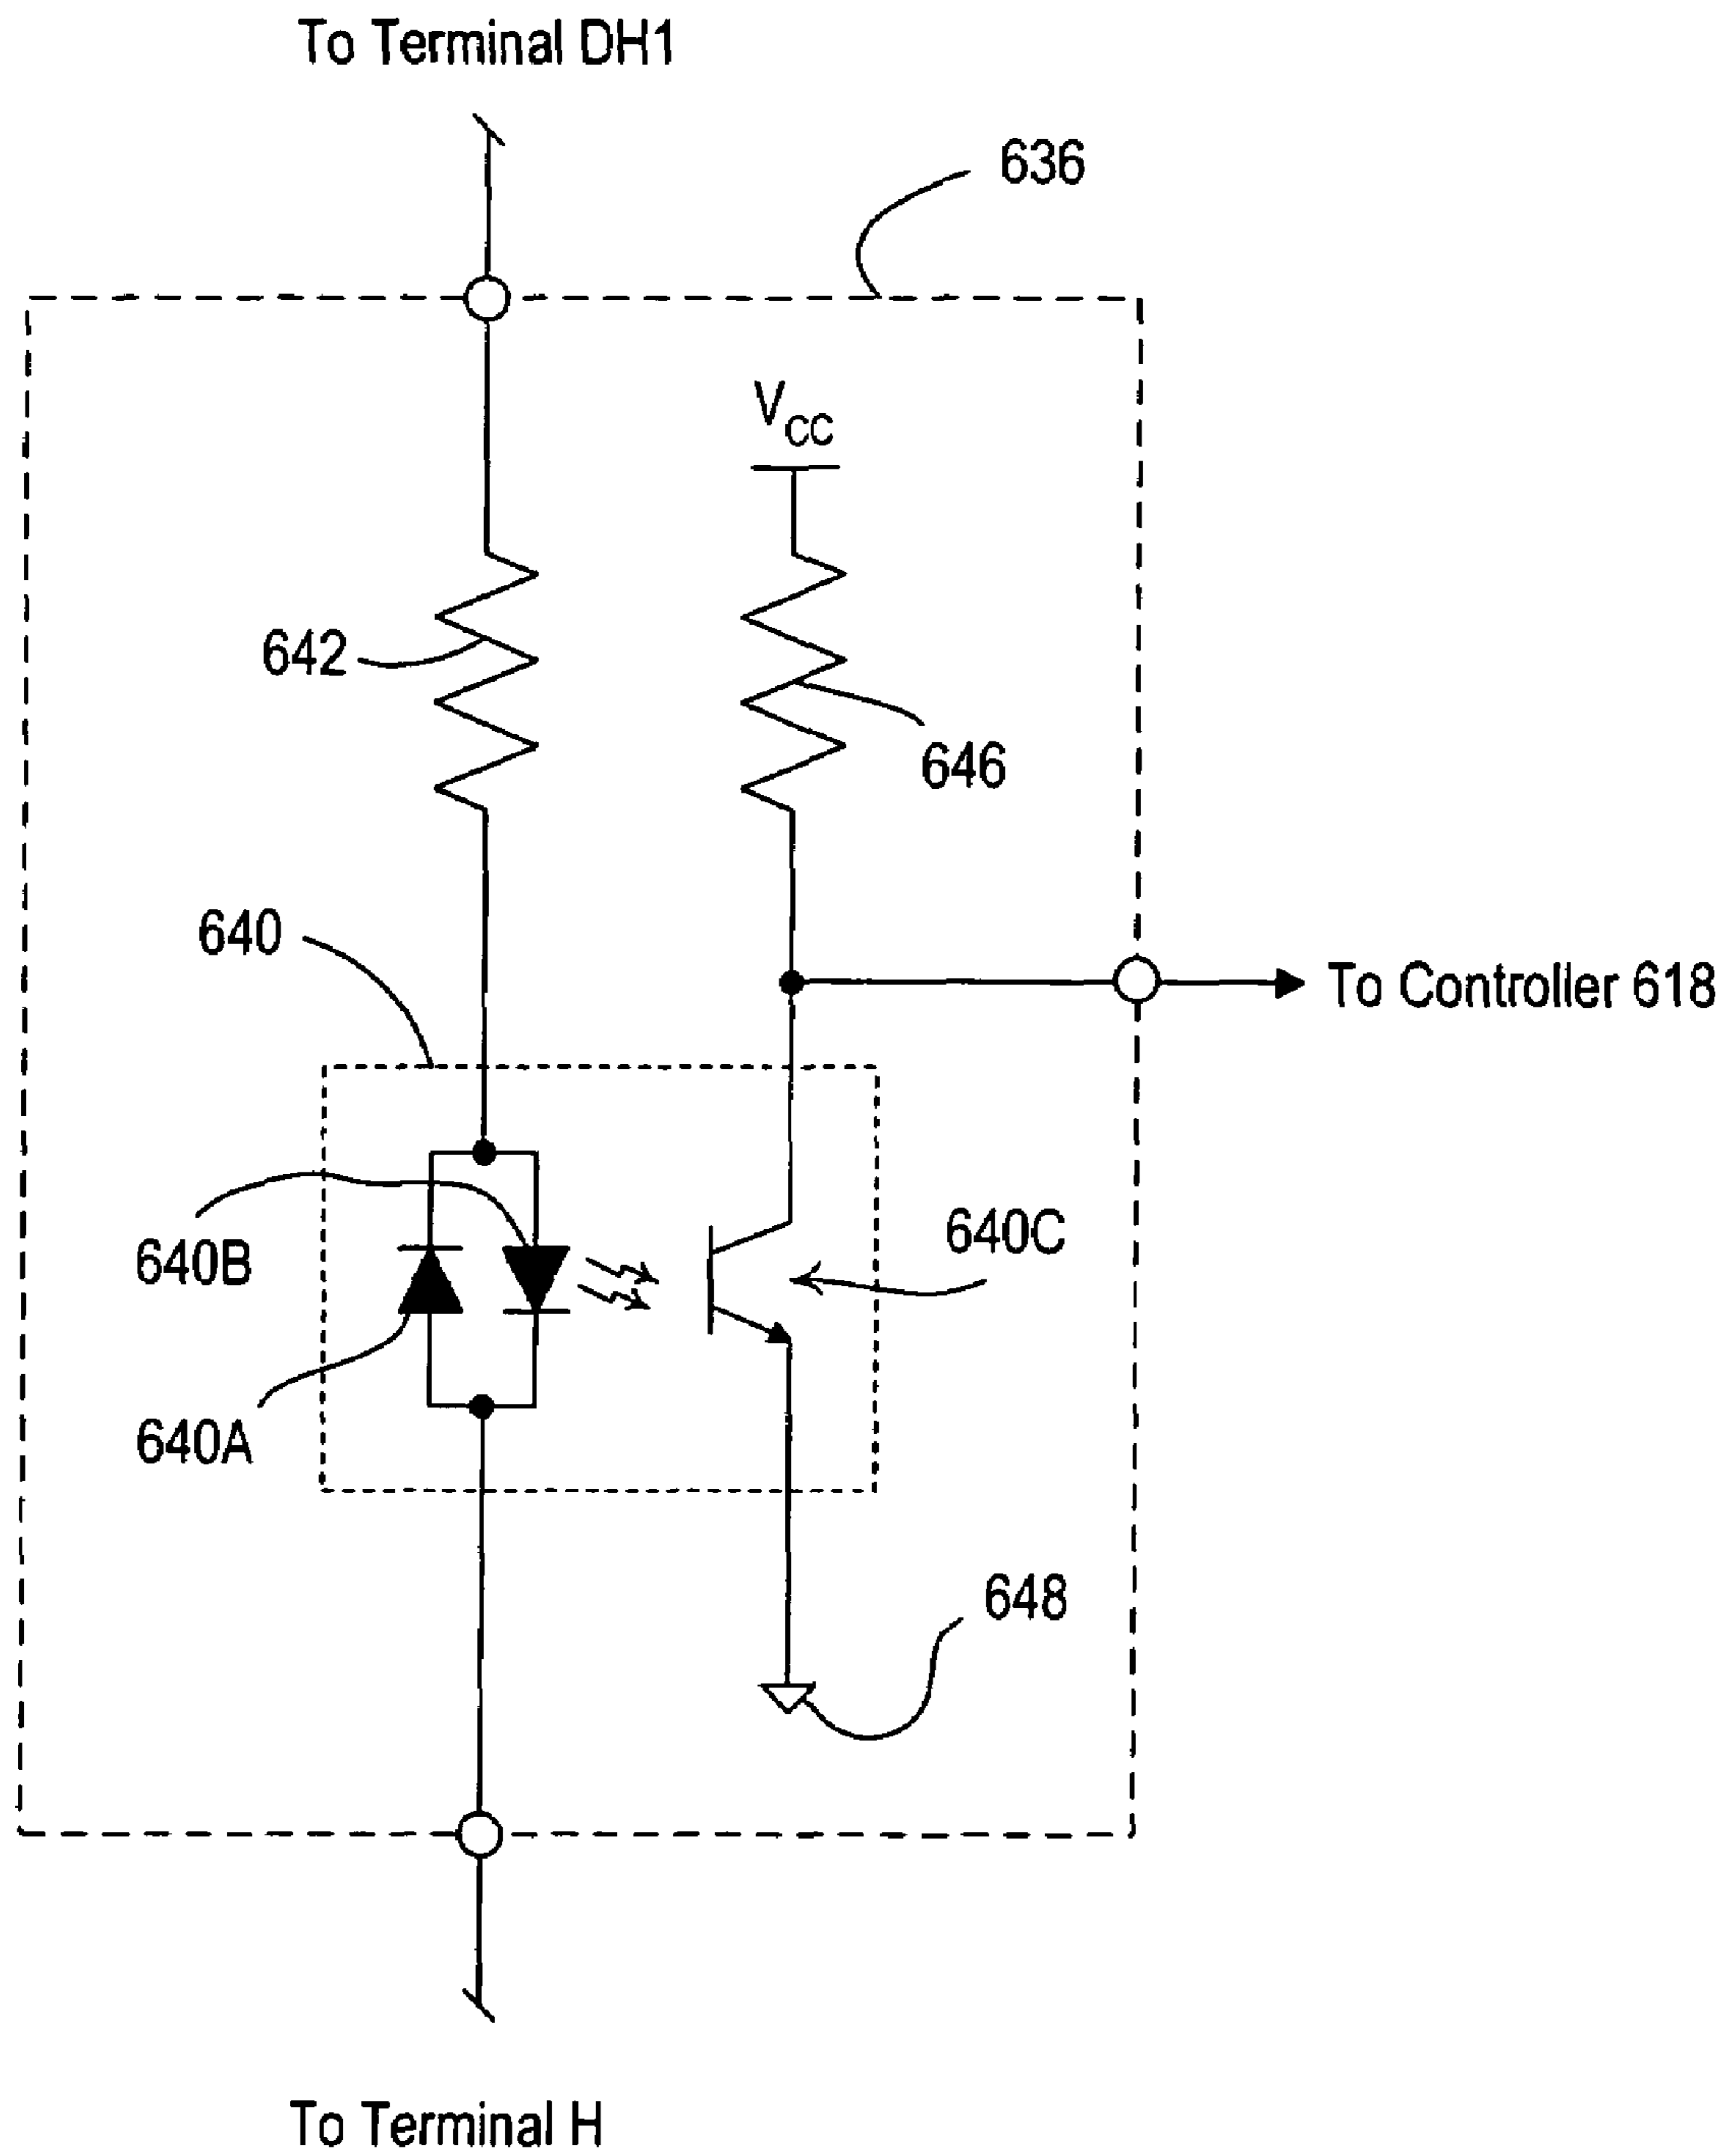 To Terminal DH1
636
VCC
642
646
640
To Controller 618
640B
640C
640A
648
To Terminal H